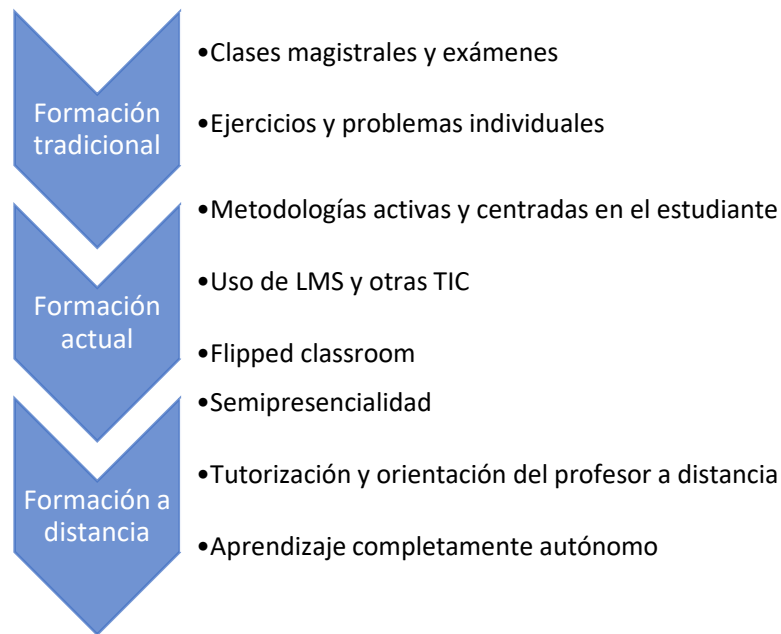 Formación
tradicional
•Clases magistrales y exámenes
•Ejercicios y problemas individuales
Formación
actual
•Metodologías activas y centradas en el estudiante
•Uso de LMS y otras TIC
•Flipped classroom
Formación a
distancia
•Semipresencialidad
•Tutorización y orientación del profesor a distancia
•Aprendizaje completamente autónomo